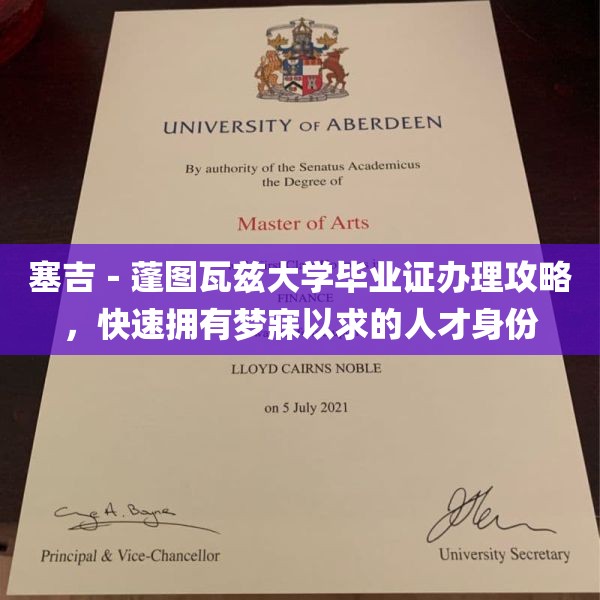 UNIVERSITY OF ABERDEEN
By authority of the Senatus Academicus
the Degree of
Master of Arts
塞吉－蓬图瓦兹大学毕业证办理攻略
，快速拥有梦寐以求的人才身份
FINANCE
LLOYD CAIRNS NOBLE
on 5 July 2021
Principal & Vice-Chancellor
University Secretary